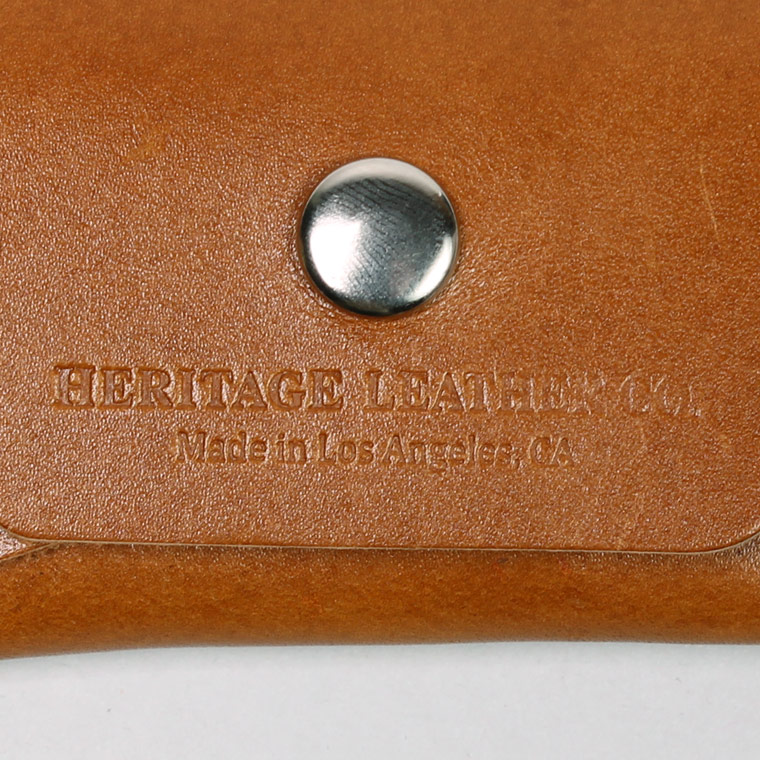 HERITAGE LEATHER CO.
Made in Los Angeles, CA